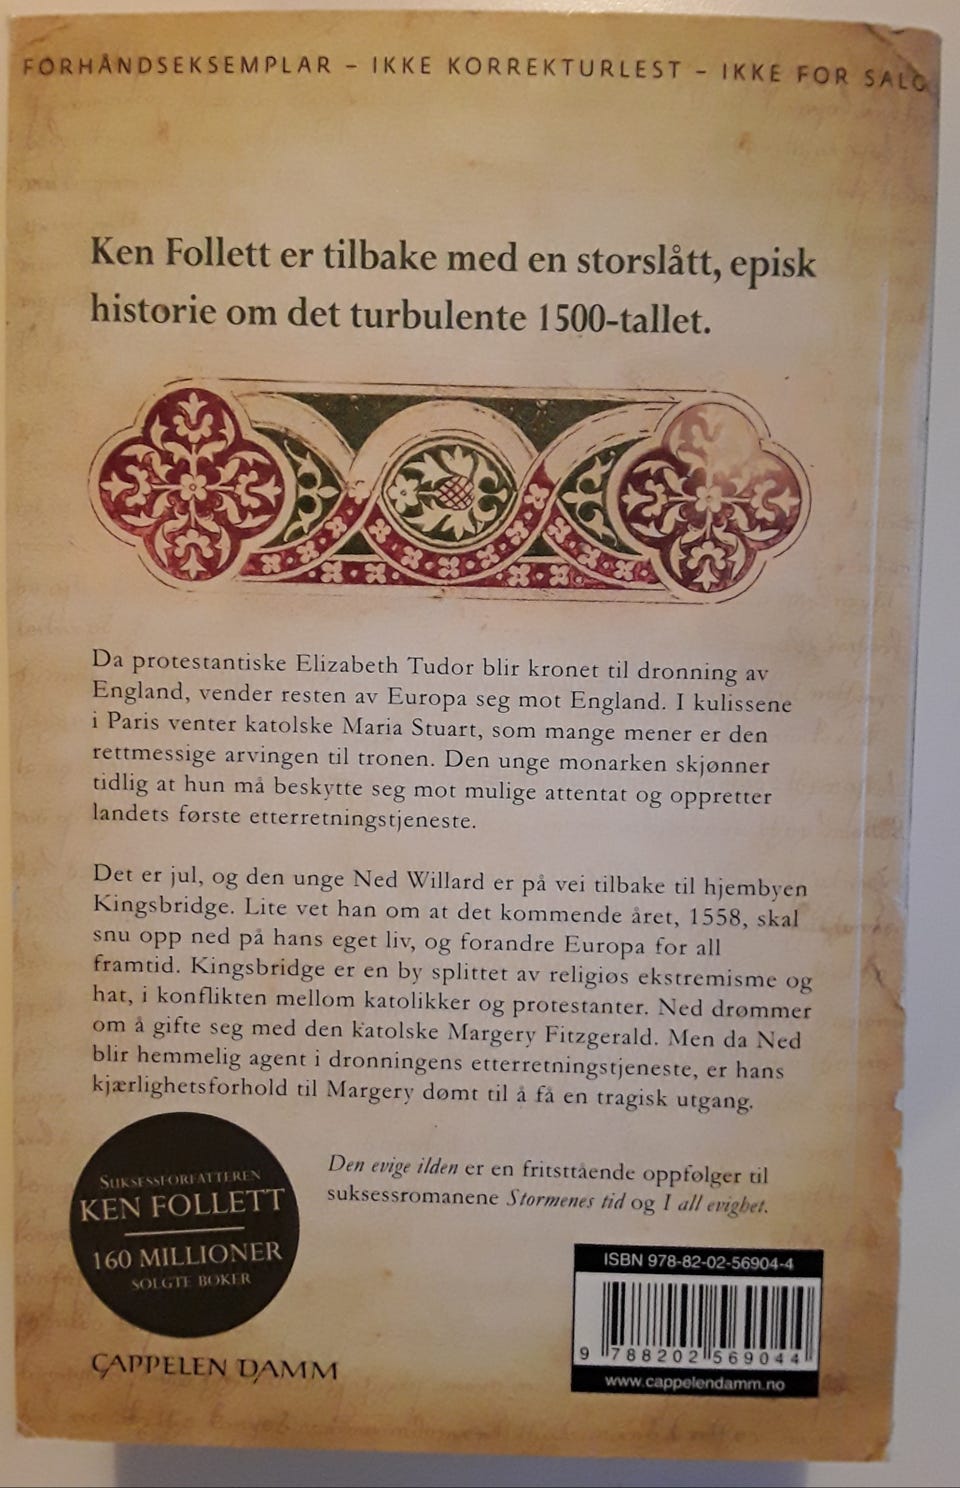 FORHÅNDSEKSEMPLAR – IKKE KORREKTURLEST – IKKE FOR SALG
Ken Follett er tilbake med en storslått, episk
historie om det turbulente 1500-tallet.
Da protestantiske Elizabeth Tudor blir kronet til dronning av
England, vender resten av Europa seg mot England. I kulissene
i Paris venter katolske Maria Stuart, som mange mener er den
rettmessige arvingen til tronen. Den unge monarken skjønner
tidlig at hun må beskytte seg mot mulige attentat og oppretter
landets første etterretningstjeneste.
Det er jul, og den unge Ned Willard er på vei tilbake til hjembyen
Kingsbridge. Lite vet han om at det kommende året, 1558, skal
snu opp ned på hans eget liv, og forandre Europa for all
framtid. Kingsbridge er en by splittet av religiøs ekstremisme og
hat, i konflikten mellom katolikker og protestanter. Ned drømmer
om å gifte seg med den katolske Margery Fitzgerald. Men da Ned
blir hemmelig agent i dronningens etterretningstjeneste, er hans
kjærlighetsforhold til Margery dømt til å få en tragisk utgang.
Den evige ilden er en fritsttående oppfølger til
suksessromanene Stormenes tid og I all evighet.
SUKSESSFORFATTEREN
KEN FOLLETT
160 MILLIONER
SOLGTE BØKER
CAPPELEN DAMM
ISBN 978-82-02-56904-4
9 788202 569044
www.cappelendamm.no